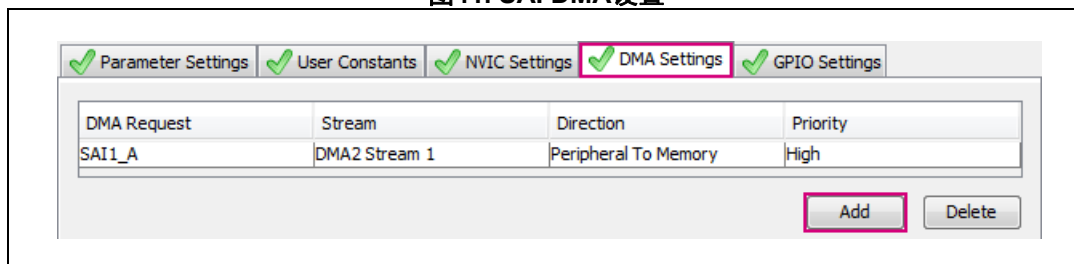 Parameter Settings User Constants NVIC Settings DMA Settings GPIO Settings
DMA Request Stream Direction Priority
SAI1_A DMA2 Stream 1 Peripheral To Memory High
Add Delete